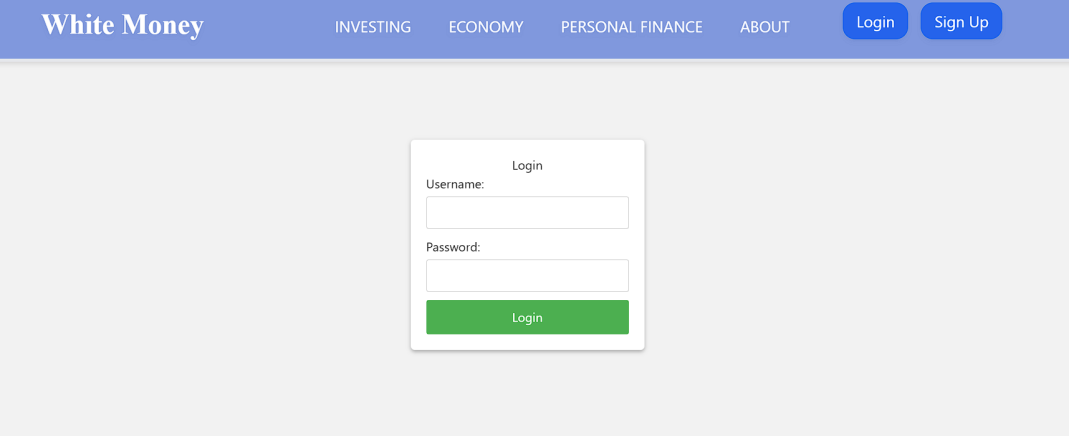 White Money
INVESTING ECONOMY PERSONAL FINANCE ABOUT
Login Sign Up
Login
Username:
Password:
Login